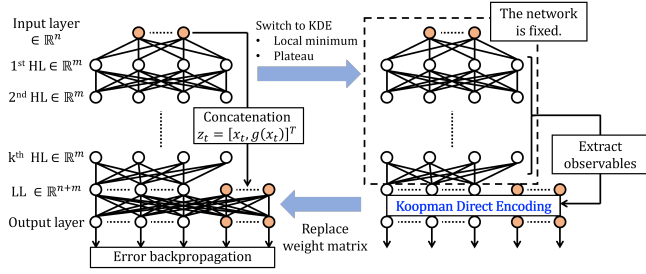 Input layer
∈ ℝⁿ
1ˢᵗ HL ∈ ℝᵐ
2ⁿᵈ HL ∈ ℝᵐ
kᵗʰ HL ∈ ℝᵐ
LL ∈ ℝⁿ⁺ᵐ
Output layer
Concatenation
zₜ = [xₜ, g(xₜ)]ᵀ
Error backpropagation
Switch to KDE
• Local minimum
• Plateau
Replace
weight matrix
The network
is fixed.
Extract
observables
Koopman Direct Encoding